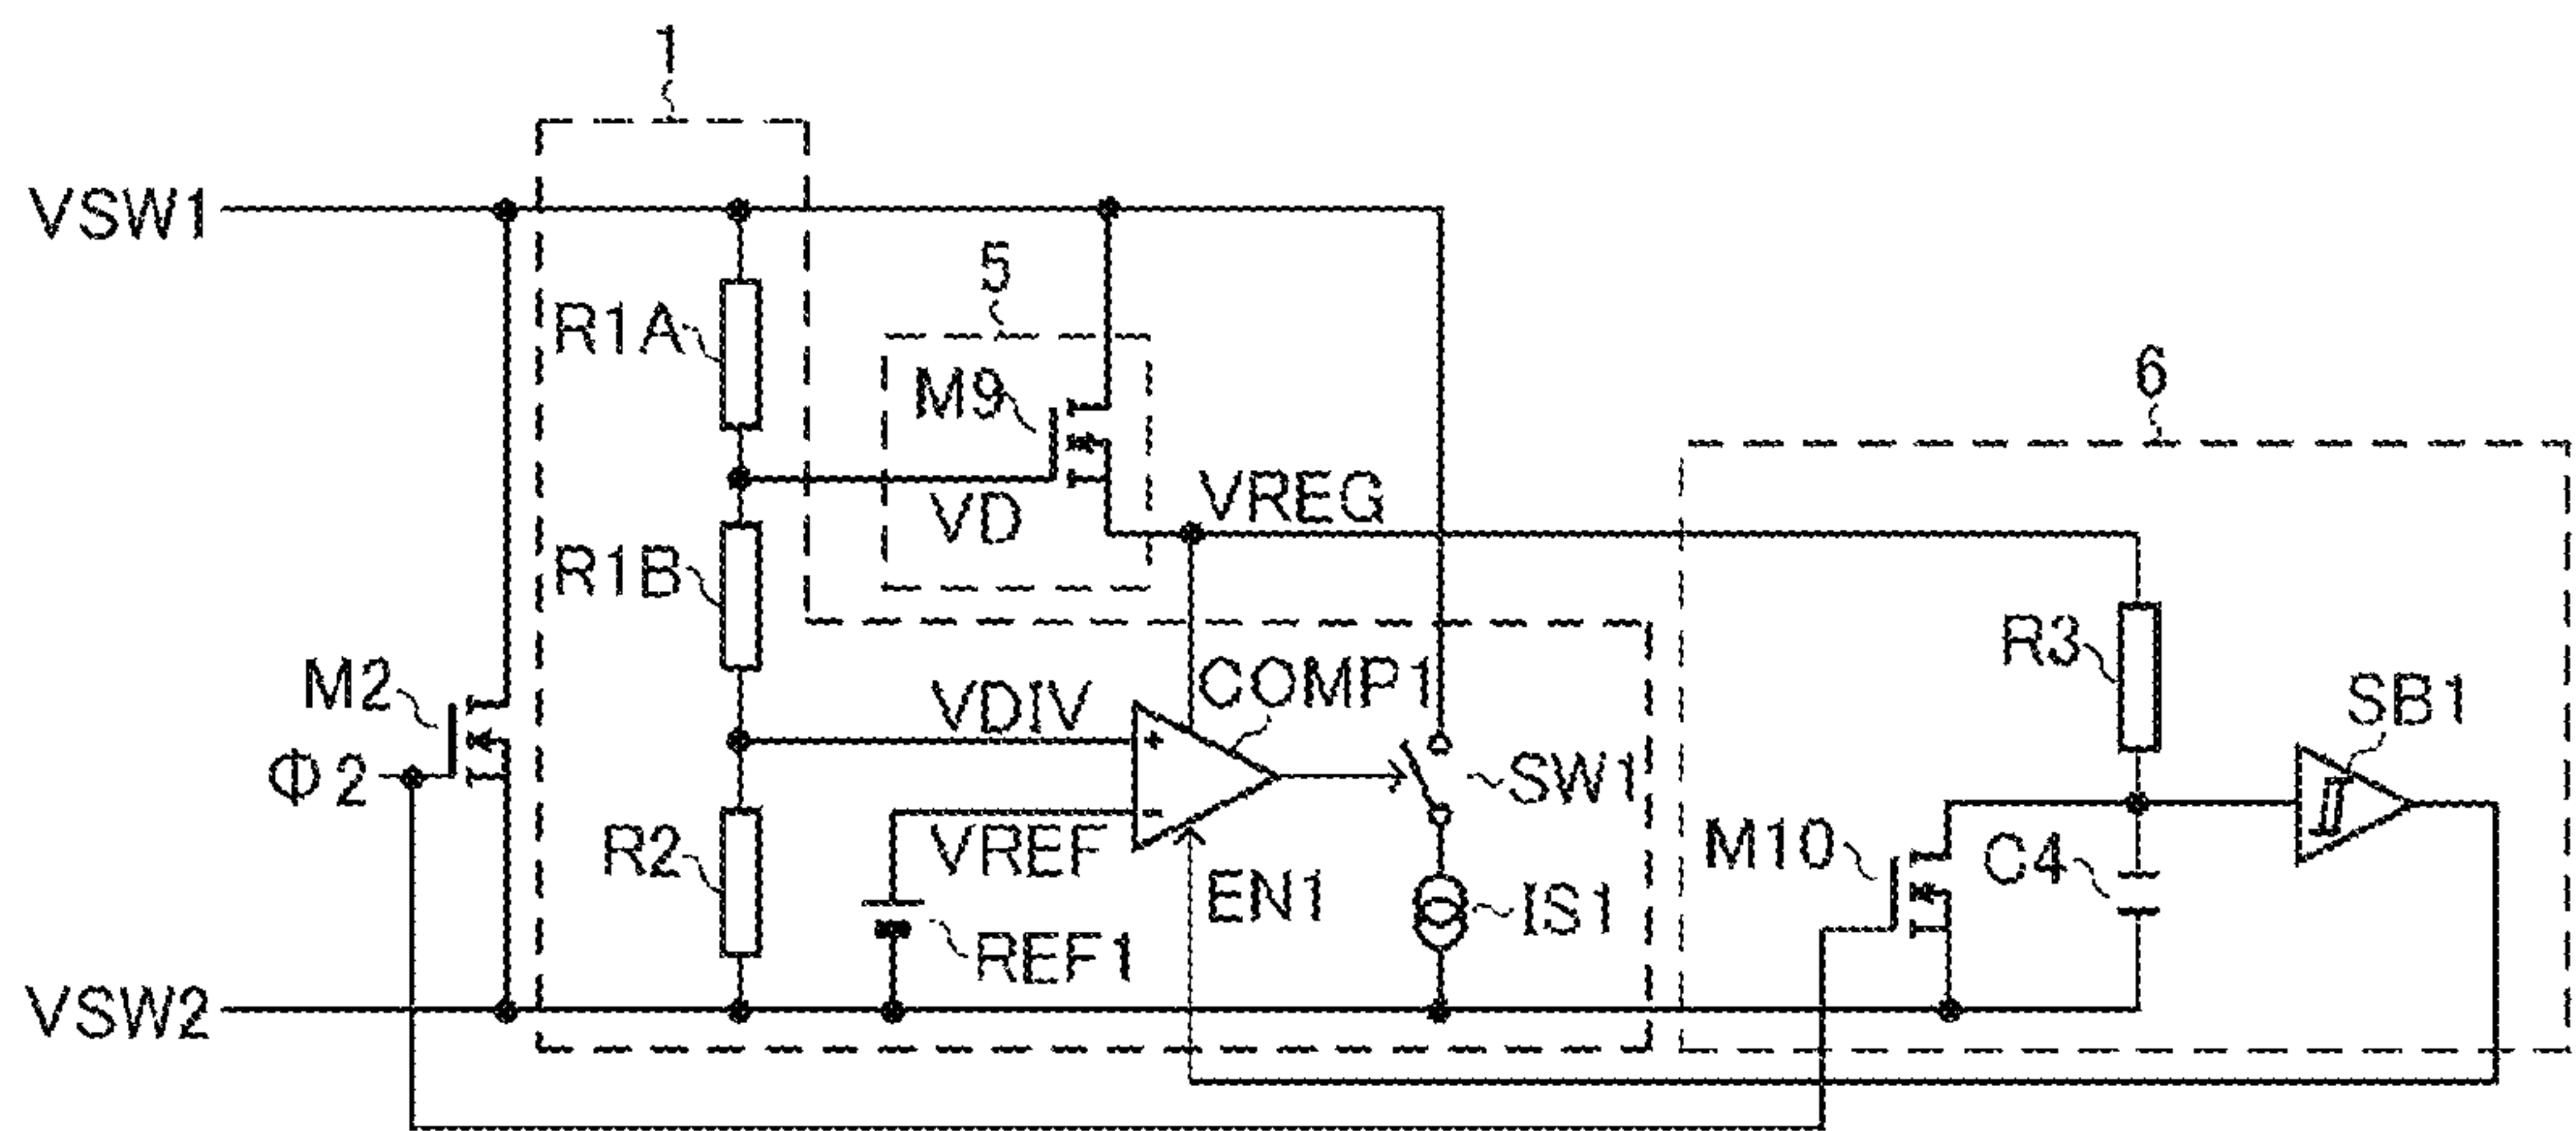 1
VSW1
5
R1A
M9
6
VREG
VD
R1B
R3
M2
COMP1
SB1
VDIV
Φ2
SW1
M10
R2
VREF
C4
EN1
IS1
REF1
VSW2
+
-